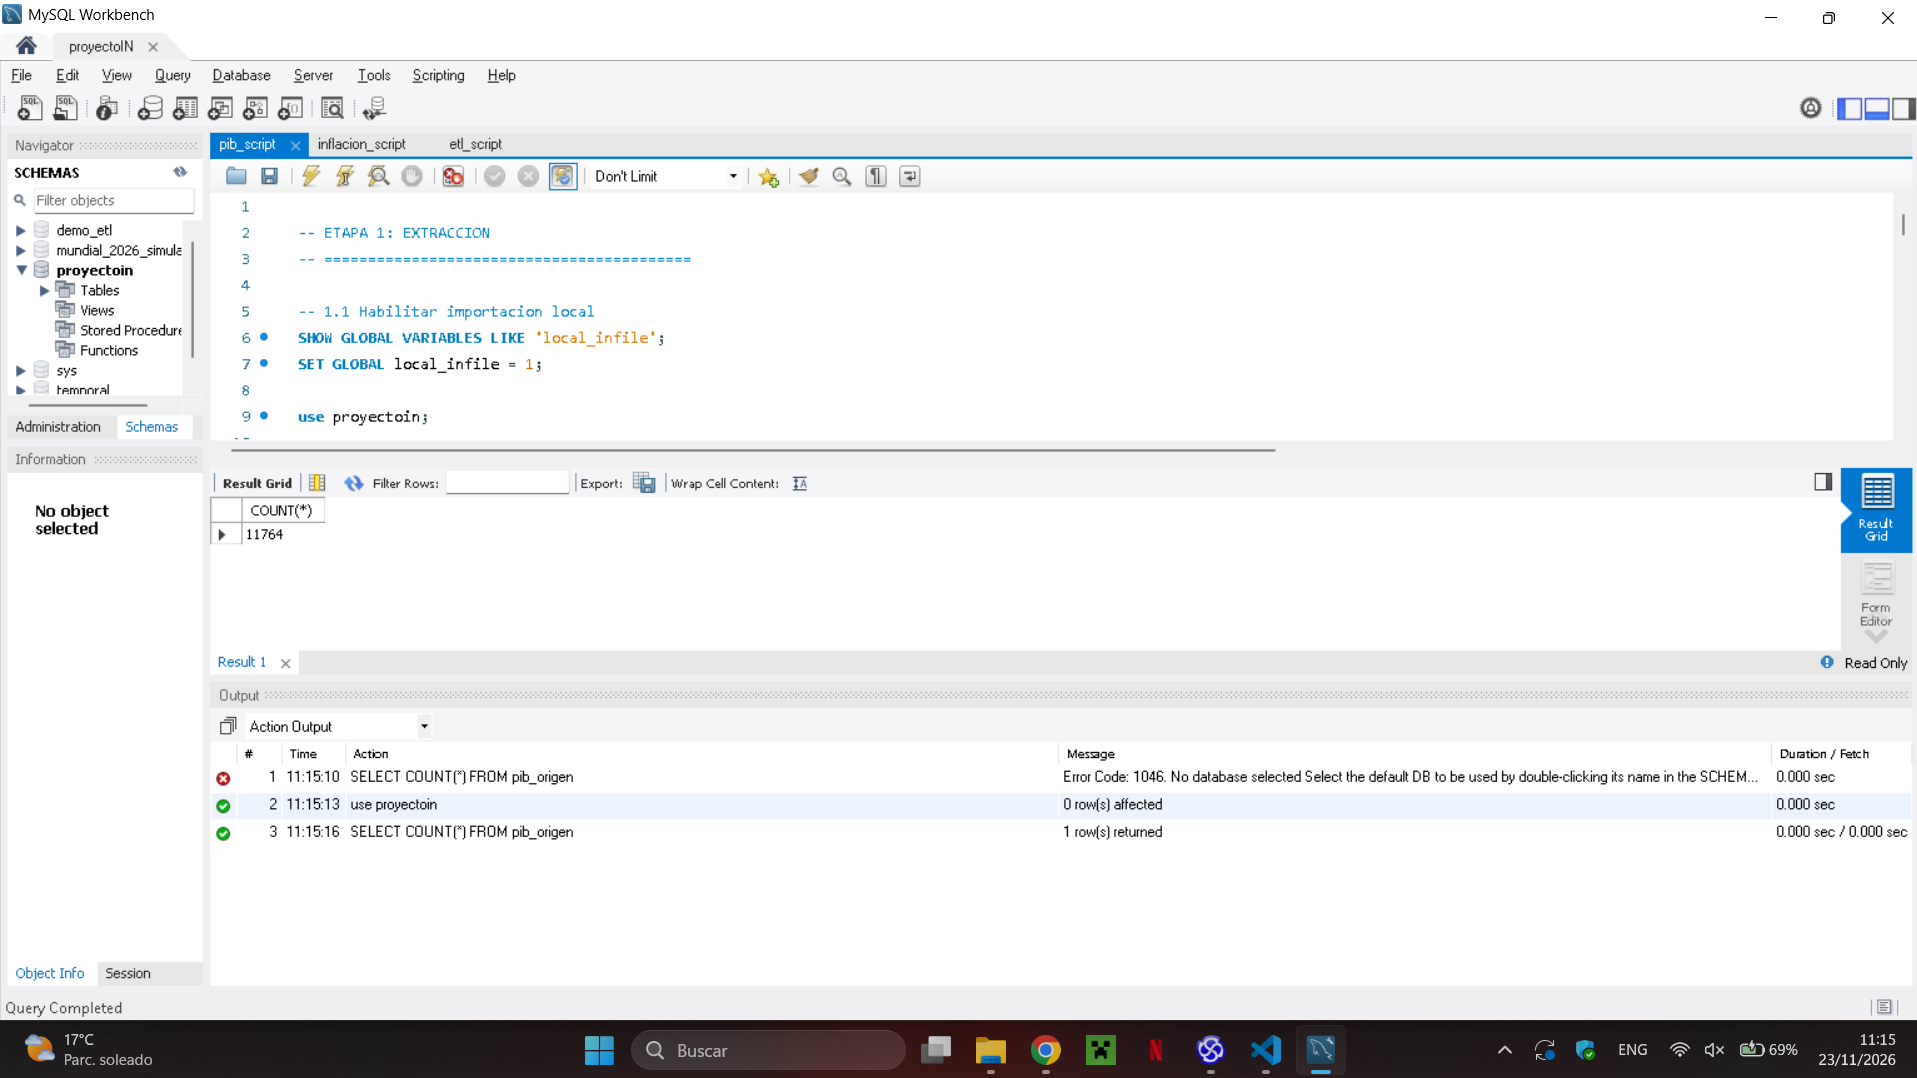 MySQL Workbench
proyectoIN
File Edit View Query Database Server Tools Scripting Help
Navigator
SCHEMAS
Filter objects
demo_etl
mundial_2026_simula
proyectoin
Tables
Views
Stored Procedure
Functions
sys
temporal
Administration Schemas
Information
No object
selected
Object Info Session
pib_script inflacion_script etl_script
Don't Limit
1
2 -- ETAPA 1: EXTRACCION
3 -- ==========================================
4
5 -- 1.1 Habilitar importacion local
6 SHOW GLOBAL VARIABLES LIKE 'local_infile';
7 SET GLOBAL local_infile = 1;
8
9 use proyectoin;
Result Grid Filter Rows: Export: Wrap Cell Content:
COUNT(*)
11764
Result
Grid
Form
Editor
Result 1 Read Only
Output
Action Output
# Time Action Message Duration / Fetch
1 11:15:10 SELECT COUNT(*) FROM pib_origen Error Code: 1046. No database selected Select the default DB to be used by double-clicking its name in the SCHEM... 0.000 sec
2 11:15:13 use proyectoin 0 row(s) affected 0.000 sec
3 11:15:16 SELECT COUNT(*) FROM pib_origen 1 row(s) returned 0.000 sec / 0.000 sec
Query Completed
17°C
Parc. soleado
Buscar
ENG
69%
11:15
23/11/2026